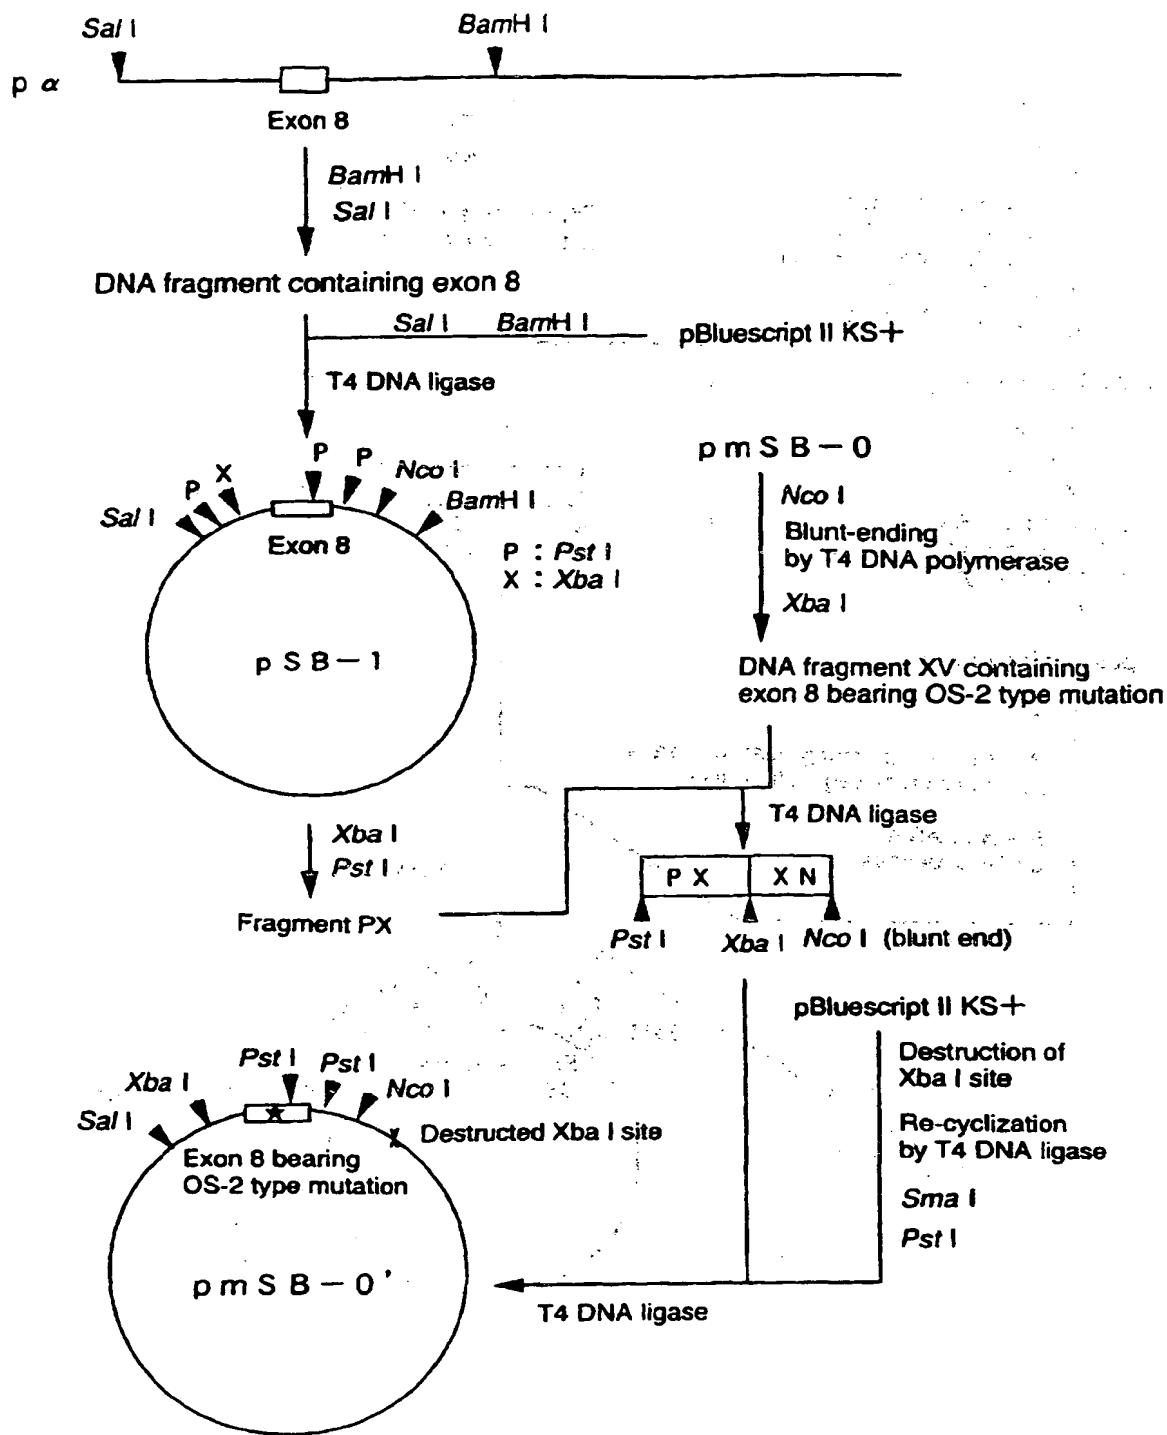 Sal I
BamH I
p α
Exon 8
BamH I
Sal I
DNA fragment containing exon 8
Sal I BamH I
pBluescript II KS+
T4 DNA ligase
P
P
X
P
Nco I
Sal I
BamH I
Exon 8
P : Pst I
X : Xba I
p S B - 1
p m S B - 0
Nco I
Blunt-ending
by T4 DNA polymerase
Xba I
DNA fragment XV containing
exon 8 bearing OS-2 type mutation
Xba I
Pst I
Fragment PX
T4 DNA ligase
P X
X N
Pst I
Xba I
Nco I (blunt end)
pBluescript II KS+
Destruction of
Xba I site
Re-cyclization
by T4 DNA ligase
Sma I
Pst I
Pst I
Pst I
Xba I
Nco I
Sal I
Destructed Xba I site
Exon 8 bearing
OS-2 type mutation
p m S B - 0 '
T4 DNA ligase